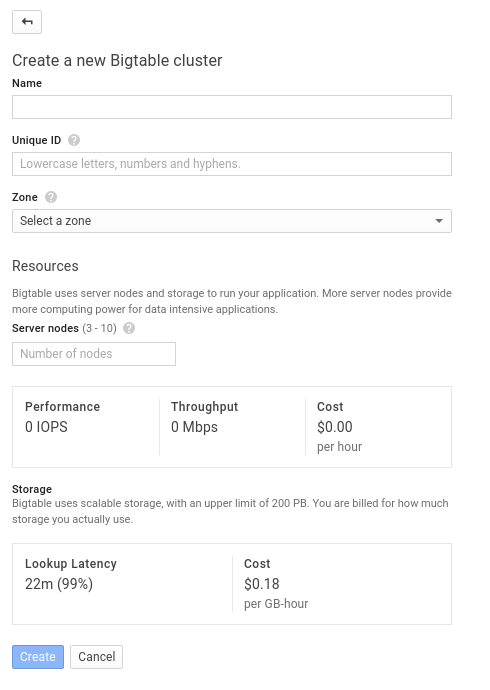 Create a new Bigtable cluster
Name
Unique ID ?
Lowercase letters, numbers and hyphens.
Zone ?
Select a zone
Resources
Bigtable uses server nodes and storage to run your application. More server nodes provide
more computing power for data intensive applications.
Server nodes (3 - 10) ?
Number of nodes
Performance Throughput Cost
0 IOPS 0 Mbps $0.00
per hour
Storage
Bigtable uses scalable storage, with an upper limit of 200 PB. You are billed for how much
storage you actually use.
Lookup Latency Cost
22m (99%) $0.18
per GB-hour
Create Cancel